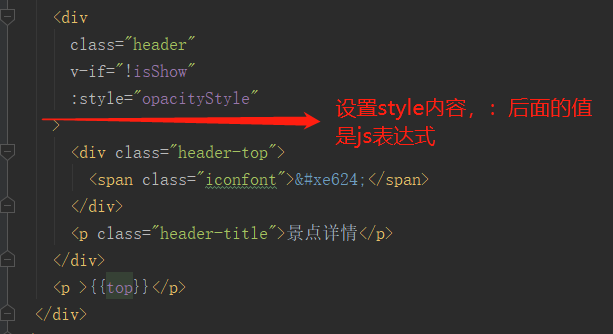 <div
class="header"
v-if="!isShow"
:style="opacityStyle"
>
设置style内容，：后面的值
是js表达式
<div class="header-top">
<span class="iconfont">&#xe624;</span>
</div>
<p class="header-title">景点详情</p>
</div>
<p >{{top}}</p>
</div>